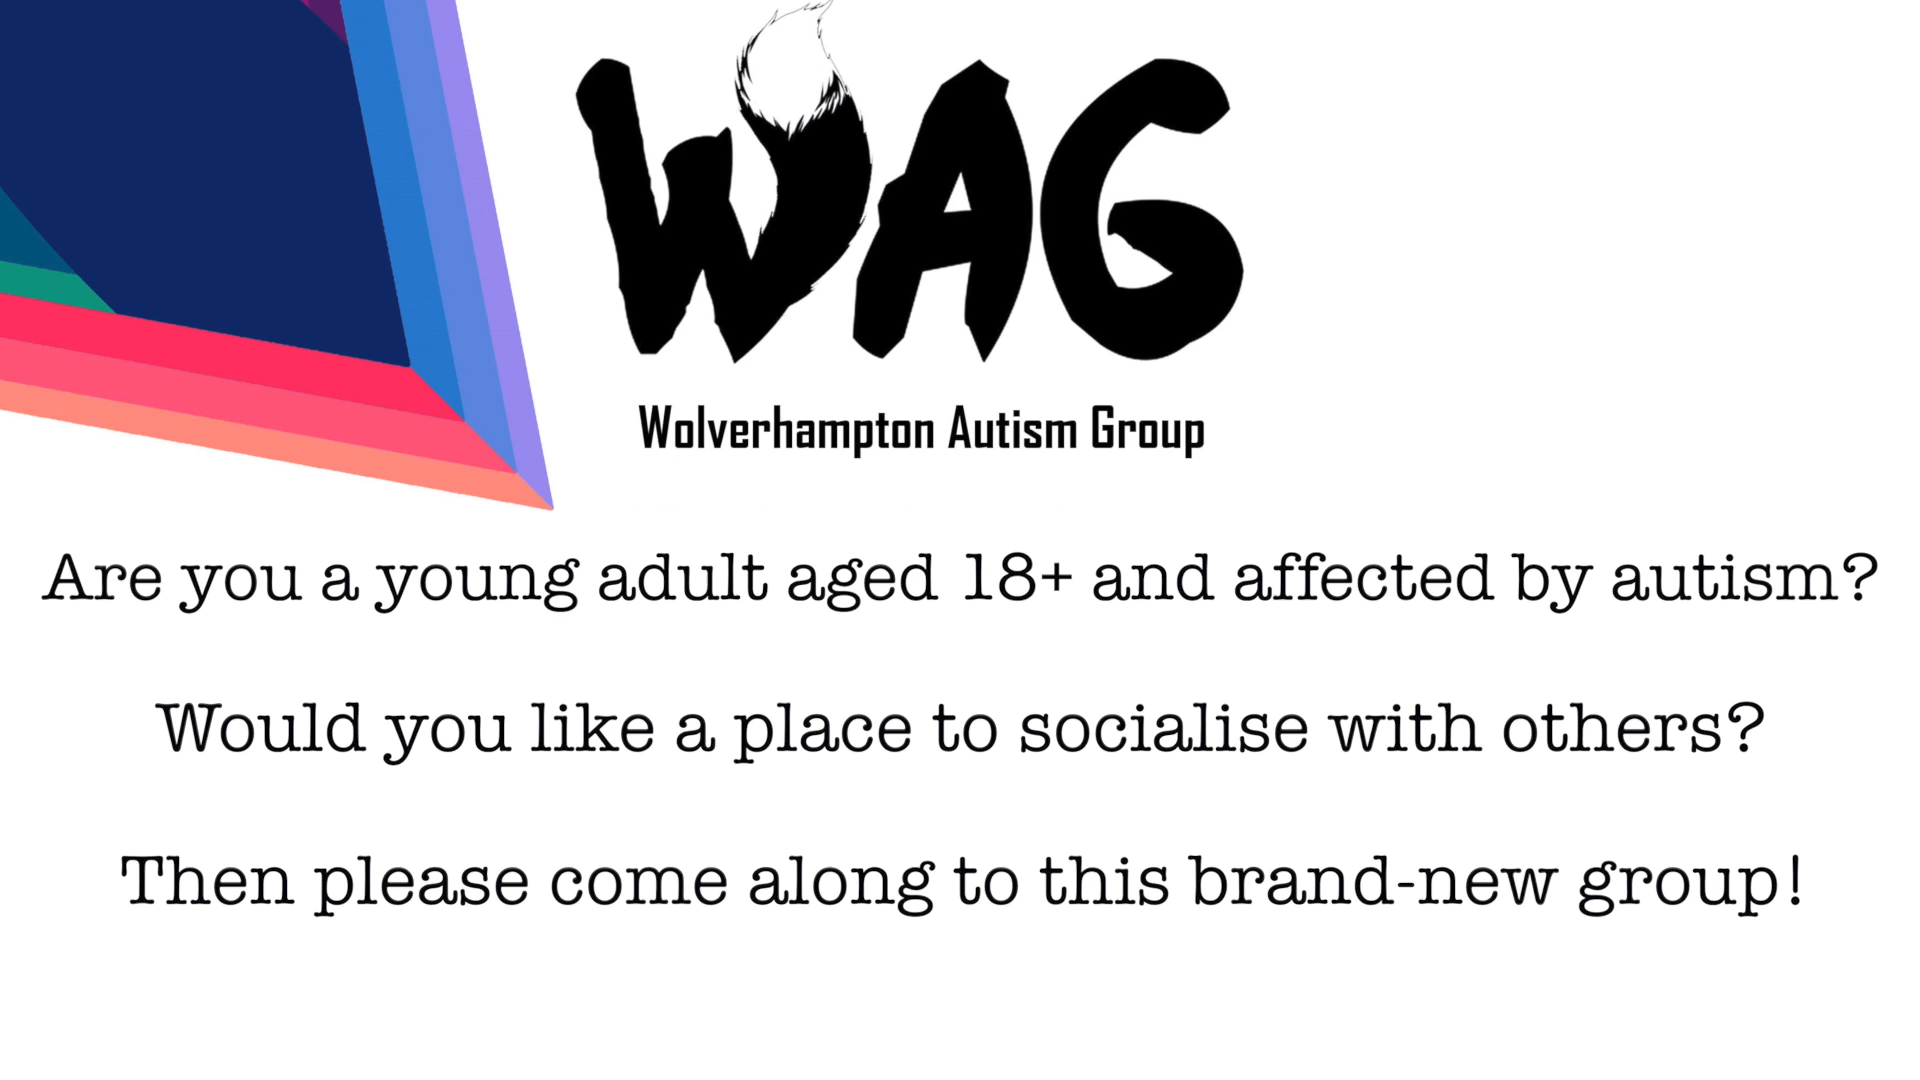 WAG
Wolverhampton Autism Group
Are you a young adult aged 18+ and affected by autism?
Would you like a place to socialise with others?
Then please come along to this brand-new group!